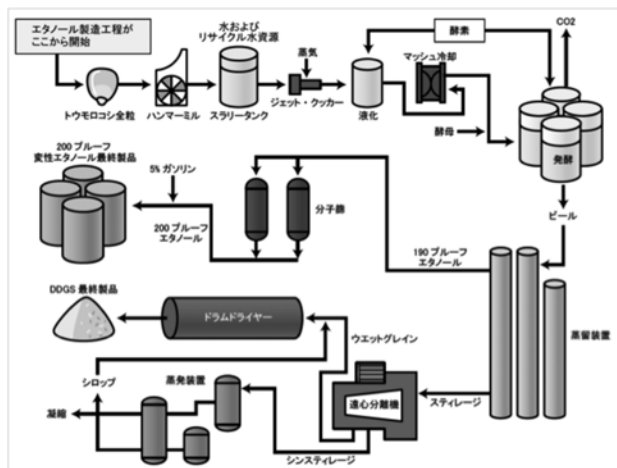 エタノール製造工程が
ここから開始
水および
リサイクル水資源
蒸気
酵素
CO2
マッシュ冷却
トウモロコシ全粒
ハンマーミル
スラリータンク
ジェット・クッカー
液化
酵母
発酵
200 プルーフ
変性エタノール最終製品
5% ガソリン
分子篩
ビール
200 プルーフ
エタノール
190 プルーフ
エタノール
DDGS 最終製品
ドラムドライヤー
ウエットグレイン
蒸留装置
シロップ
蒸発装置
遠心分離機
スティレージ
凝縮
シンスティレージ